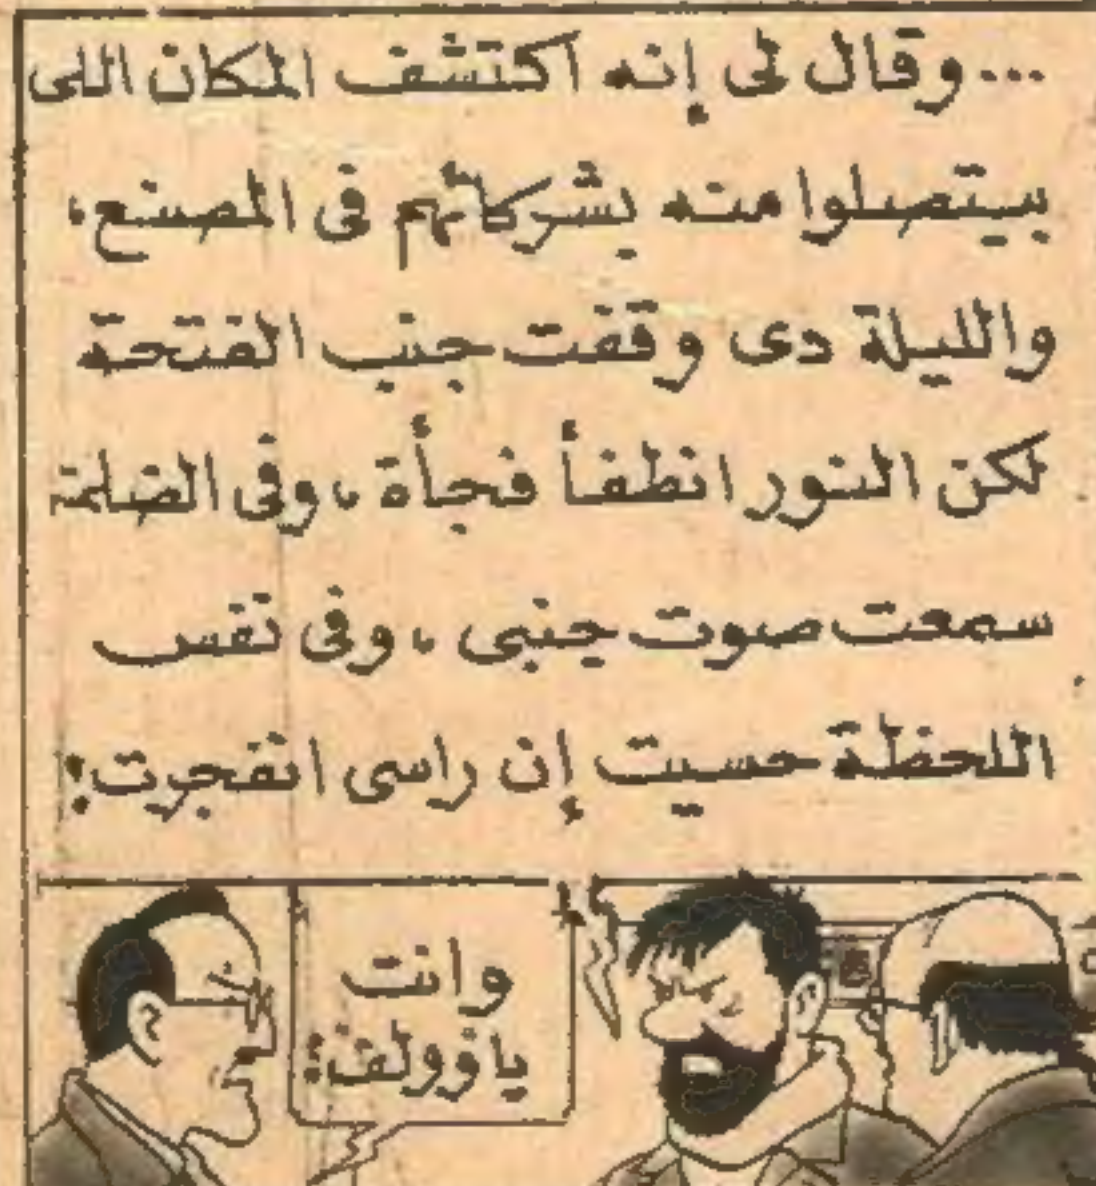 ... وقال لى إنه اكتشف المكان اللى
بيتصلوا منه بشركائهم فى المصنع،
والليلة دى وقفت جنب الفتحة
لكن النور انطفأ فجأة، وفى الضلمة
سمعت صوت جنبى، وفى نفس
اللحظة حسيت إن راسى انفجرت!
وانت
يا فولف؟